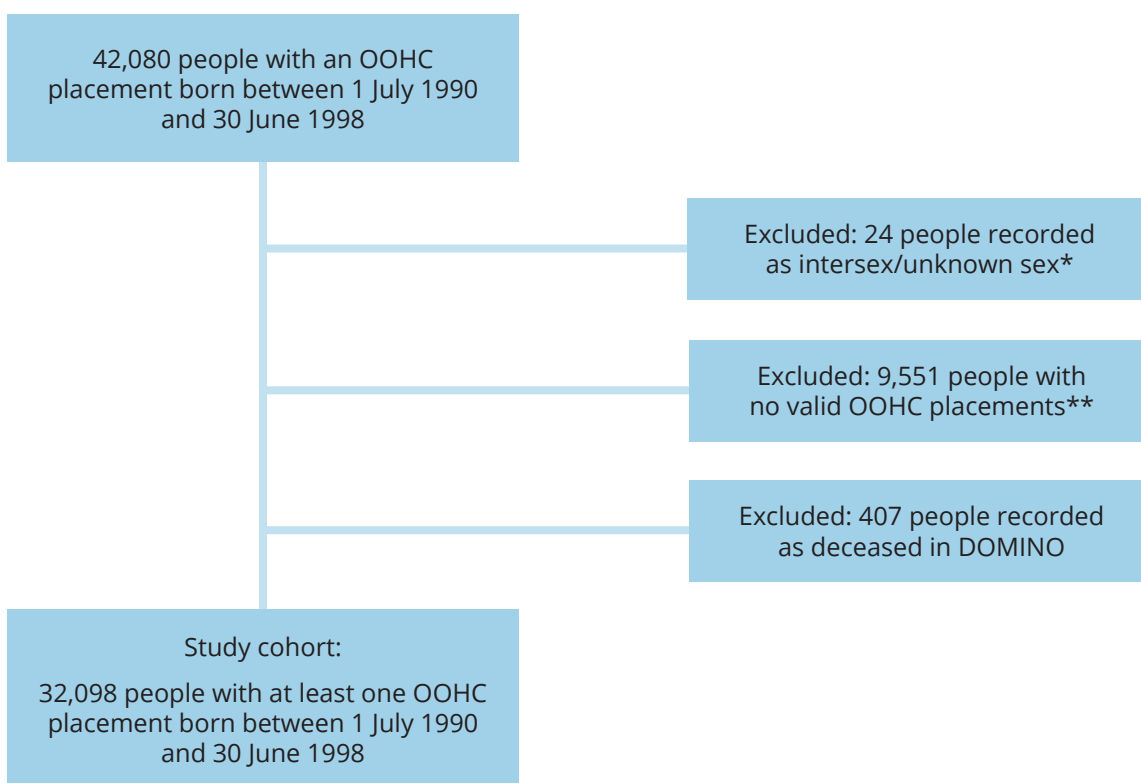 42,080 people with an OOHC
placement born between 1 July 1990
and 30 June 1998
Excluded: 24 people recorded
as intersex/unknown sex*
Excluded: 9,551 people with
no valid OOHC placements**
Excluded: 407 people recorded
as deceased in DOMINO
Study cohort:
32,098 people with at least one OOHC
placement born between 1 July 1990
and 30 June 1998